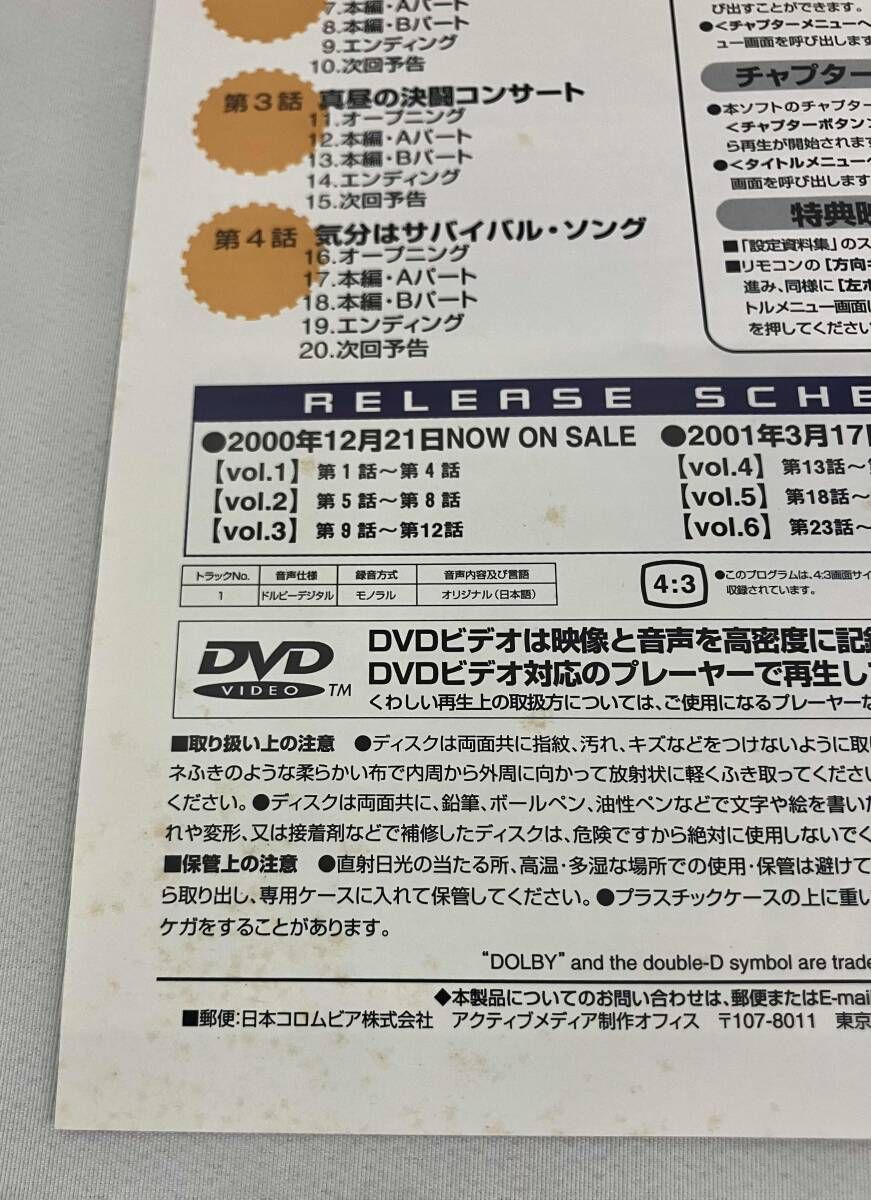 7.本編・Aパート
8.本編・Bパート
9.エンディング
10.次回予告
第3話 真昼の決闘コンサート
11.オープニング
12.本編・Aパート
13.本編・Bパート
14.エンディング
15.次回予告
第4話 気分はサバイバル・ソング
16.オープニング
17.本編・Aパート
18.本編・Bパート
19.エンディング
20.次回予告
び出すことができます。
●<チャプターメニューへ
ュー画面を呼び出します
チャプター
●本ソフトのチャプター
<チャプターボタン>
ら再生が開始されます
●<タイトルメニューへ
画面を呼び出します
特典映
■「設定資料集」のス
■リモコンの【方向キ
進み、同様に【左ボ
トルメニュー画面に
を押してください
RELEASE SCHE
●2000年12月21日NOW ON SALE
【vol.1】 第1話～第4話
【vol.2】 第5話～第8話
【vol.3】 第9話～第12話
●2001年3月17日
【vol.4】 第13話～
【vol.5】 第18話～
【vol.6】 第23話～
トラックNo. 音声仕様 録音方式 音声内容及び言語
1 ドルビーデジタル モノラル オリジナル（日本語）
4:3
●このプログラムは、4:3画面サイ
収録されています。
DVD
VIDEO TM
DVDビデオは映像と音声を高密度に記録
DVDビデオ対応のプレーヤーで再生して
くわしい再生上の取扱方については、ご使用になるプレーヤーな
■取り扱い上の注意 ●ディスクは両面共に指紋、汚れ、キズなどをつけないように取り
ネふきのような柔らかい布で内周から外周に向かって放射状に軽くふき取ってください
ください。●ディスクは両面共に、鉛筆、ボールペン、油性ペンなどで文字や絵を書いた
れや変形、又は接着剤などで補修したディスクは、危険ですから絶対に使用しないでく
■保管上の注意 ●直射日光の当たる所、高温・多湿な場所での使用・保管は避けて
ら取り出し、専用ケースに入れて保管してください。●プラスチックケースの上に重い
ケガをすることがあります。
"DOLBY" and the double-D symbol are trade
◆本製品についてのお問い合わせは、郵便またはE-mail
■郵便:日本コロムビア株式会社 アクティブメディア制作オフィス 〒107-8011 東京